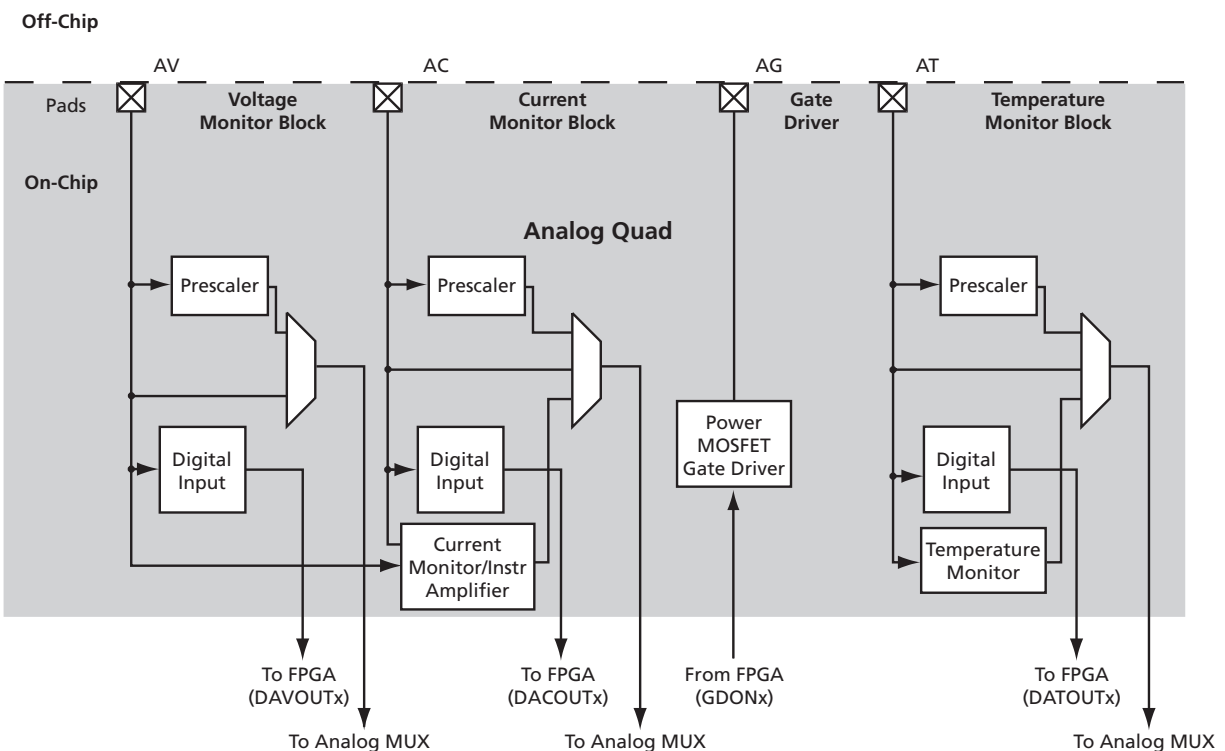 Off-Chip
AV
AC
AG
AT
Pads
Voltage
Monitor Block
Current
Monitor Block
Gate
Driver
Temperature
Monitor Block
On-Chip
Analog Quad
Prescaler
Prescaler
Prescaler
Power
MOSFET
Gate Driver
Digital
Input
Digital
Input
Digital
Input
Current
Monitor/Instr
Amplifier
Temperature
Monitor
To FPGA
(DAVOUTx)
To FPGA
(DACOUTx)
From FPGA
(GDONx)
To FPGA
(DATOUTx)
To Analog MUX
To Analog MUX
To Analog MUX